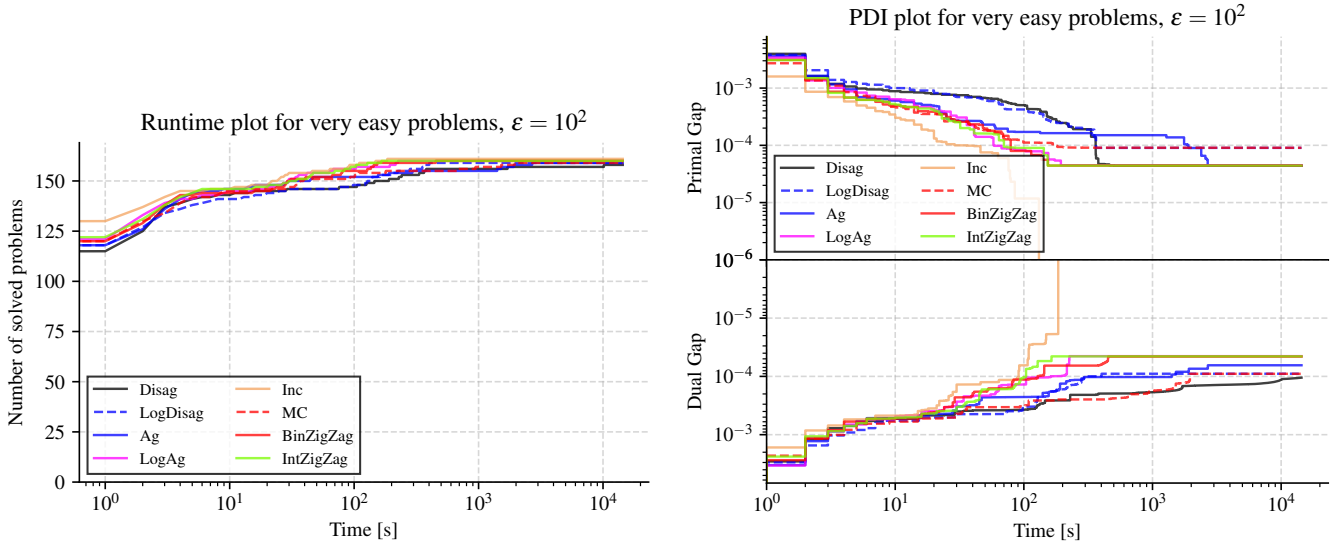 Runtime plot for very easy problems, ε = 10²
Number of solved problems
150
125
100
75
50
25
0
Disag
LogDisag
Ag
LogAg
Inc
MC
BinZigZag
IntZigZag
10⁰
10¹
10²
10³
10⁴
Time [s]
PDI plot for very easy problems, ε = 10²
Primal Gap
10⁻³
10⁻⁴
10⁻⁵
10⁻⁶
Disag
LogDisag
Ag
LogAg
Inc
MC
BinZigZag
IntZigZag
Dual Gap
10⁻⁵
10⁻⁴
10⁻³
10⁰
10¹
10²
10³
10⁴
Time [s]